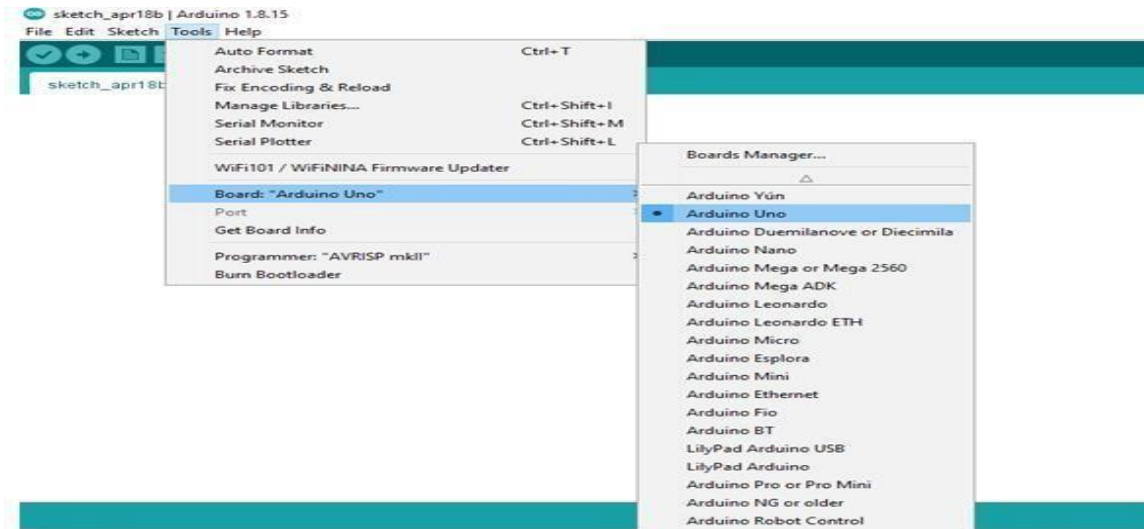 sketch_apr18b | Arduino 1.8.15
File Edit Sketch Tools Help
sketch_apr18b
Auto Format Ctrl+T
Archive Sketch
Fix Encoding & Reload
Manage Libraries... Ctrl+Shift+I
Serial Monitor Ctrl+Shift+M
Serial Plotter Ctrl+Shift+L
WiFi101 / WiFiNINA Firmware Updater
Board: "Arduino Uno"
Port
Get Board Info
Programmer: "AVRISP mkII"
Burn Bootloader
Boards Manager...
Arduino Yún
Arduino Uno
Arduino Duemilanove or Diecimila
Arduino Nano
Arduino Mega or Mega 2560
Arduino Mega ADK
Arduino Leonardo
Arduino Leonardo ETH
Arduino Micro
Arduino Esplora
Arduino Mini
Arduino Ethernet
Arduino Fio
Arduino BT
LilyPad Arduino USB
LilyPad Arduino
Arduino Pro or Pro Mini
Arduino NG or older
Arduino Robot Control